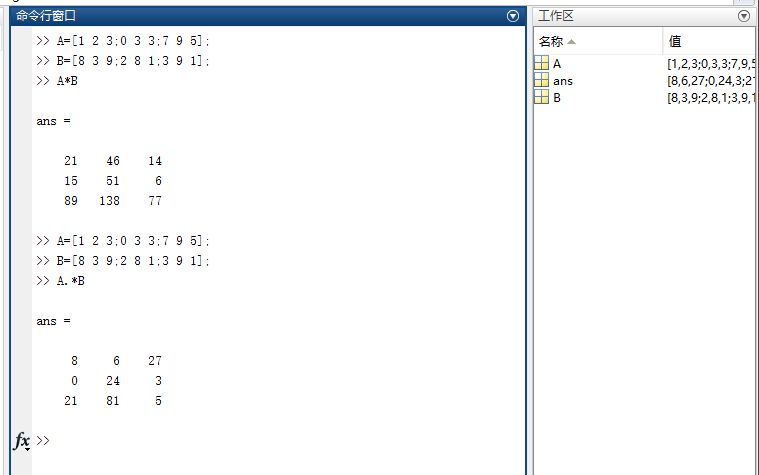 命令行窗口
>> A=[1 2 3;0 3 3;7 9 5];
>> B=[8 3 9;2 8 1;3 9 1];
>> A*B
ans =
21 46 14
15 51 6
89 138 77
>> A=[1 2 3;0 3 3;7 9 5];
>> B=[8 3 9;2 8 1;3 9 1];
>> A.*B
ans =
8 6 27
0 24 3
21 81 5
fx >>
工作区
名称 值
A [1,2,3;0,3,3;7,9,5
ans [8,6,27;0,24,3;21
B [8,3,9;2,8,1;3,9,1